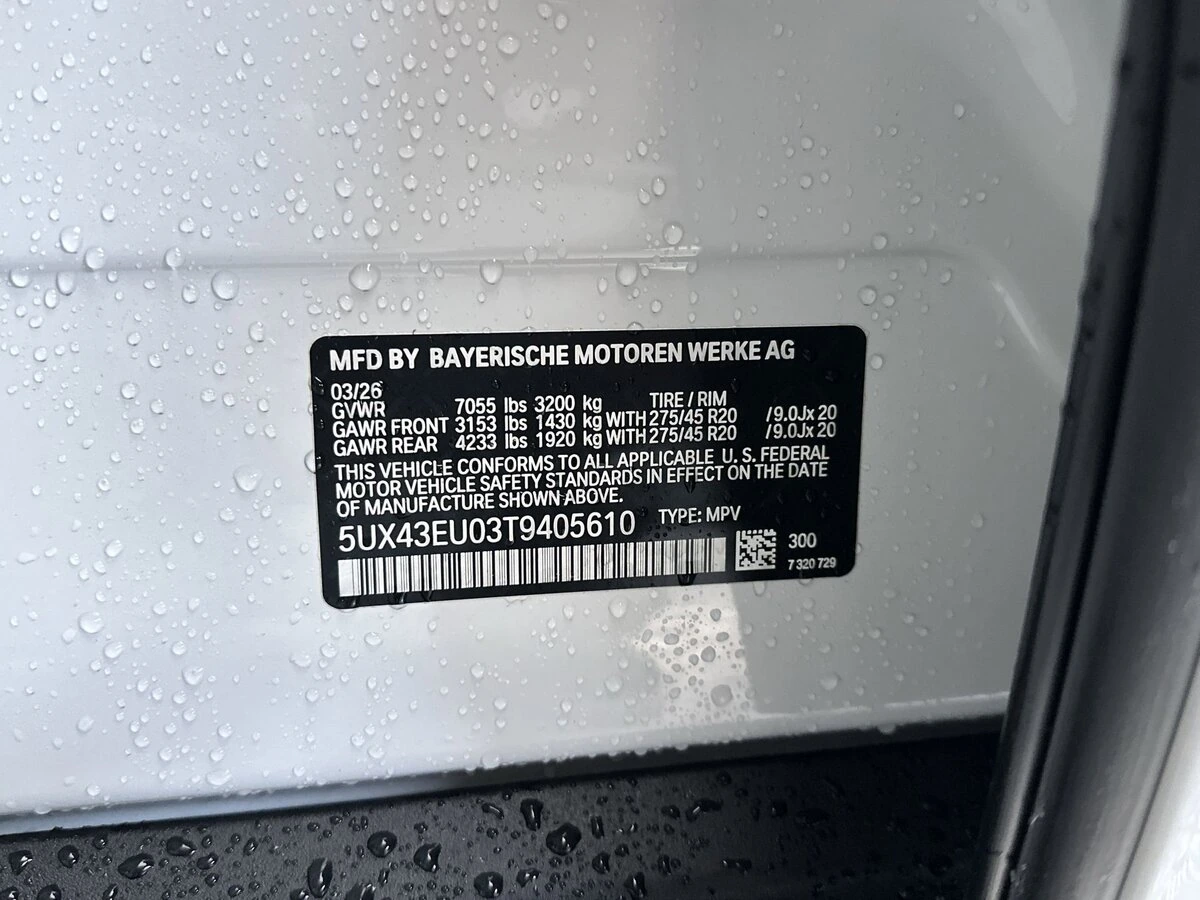 MFD BY BAYERISCHE MOTOREN WERKE AG
03/26
GVWR 7055 lbs 3200 kg TIRE / RIM
GAWR FRONT 3153 lbs 1430 kg WITH 275/45 R20 /9.0Jx 20
GAWR REAR 4233 lbs 1920 kg WITH 275/45 R20 /9.0Jx 20
THIS VEHICLE CONFORMS TO ALL APPLICABLE U. S. FEDERAL
MOTOR VEHICLE SAFETY STANDARDS IN EFFECT ON THE DATE
OF MANUFACTURE SHOWN ABOVE.
5UX43EU03T9405610 TYPE: MPV
300
7 320 729